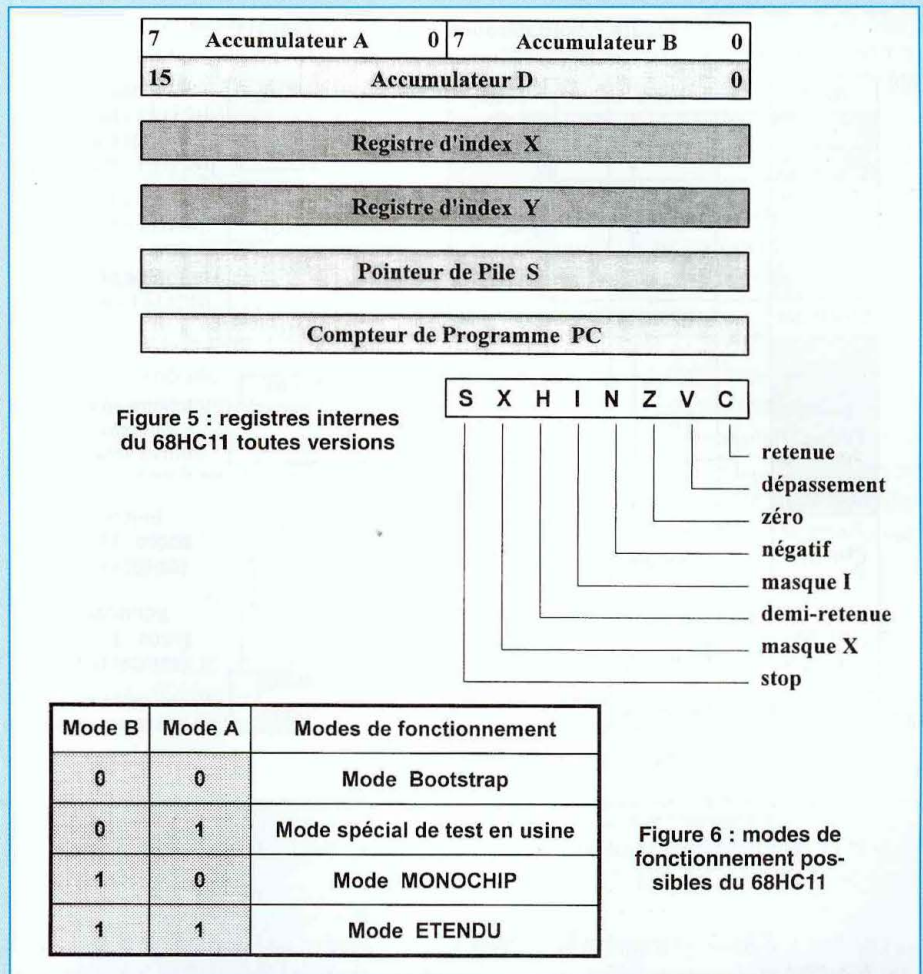 7 Accumulateur A 0 7 Accumulateur B 0
15 Accumulateur D 0
Registre d'index X
Registre d'index Y
Pointeur de Pile S
Compteur de Programme PC
S X H I N Z V C
Figure 5 : registres internes
du 68HC11 toutes versions
retenue
dépassement
zéro
négatif
masque I
demi-retenue
masque X
stop
Mode B Mode A Modes de fonctionnement
0 0 Mode Bootstrap
0 1 Mode spécial de test en usine
1 0 Mode MONOCHIP
1 1 Mode ETENDU
Figure 6 : modes de
fonctionnement pos-
sibles du 68HC11